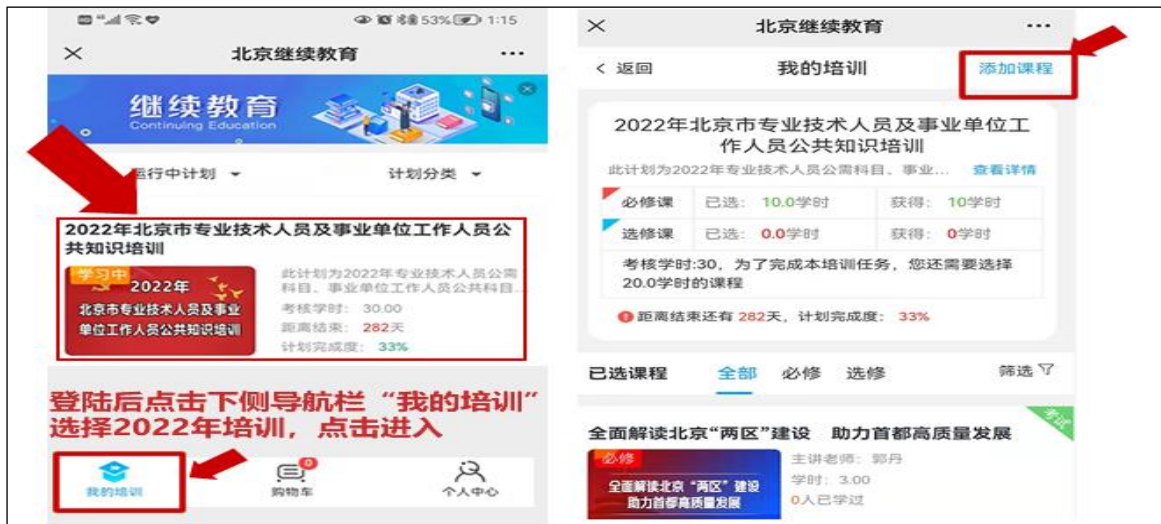 53% 1:15
北京继续教育
继续教育
Continuing Education
运行中计划
计划分类
2022年北京市专业技术人员及事业单位工作人员公
共知识培训
学习中
2022年
北京市专业技术人员及事业
单位工作人员公共知识培训
此计划为2022年专业技术人员公需
科目、事业单位工作人员公共科目...
考核学时: 30.00
距离结束: 282天
计划完成度: 33%
登陆后点击下侧导航栏“我的培训”
选择2022年培训，点击进入
我的培训
0
购物车
个人中心
北京继续教育
返回
我的培训
添加课程
2022年北京市专业技术人员及事业单位工
作人员公共知识培训
此计划为2022年专业技术人员公需科目、事业... 查看详情
必修课 已选: 10.0学时 获得: 10学时
选修课 已选: 0.0学时 获得: 0学时
考核学时:30，为了完成本培训任务，您还需要选择
20.0学时的课程
距离结束还有 282天，计划完成度: 33%
已选课程 全部 必修 选修 筛选
考试
全面解读北京“两区”建设 助力首都高质量发展
必修
全面解读北京“两区”建设
助力首都高质量发展
主讲老师: 郭丹
学时: 3.00
0人已学过